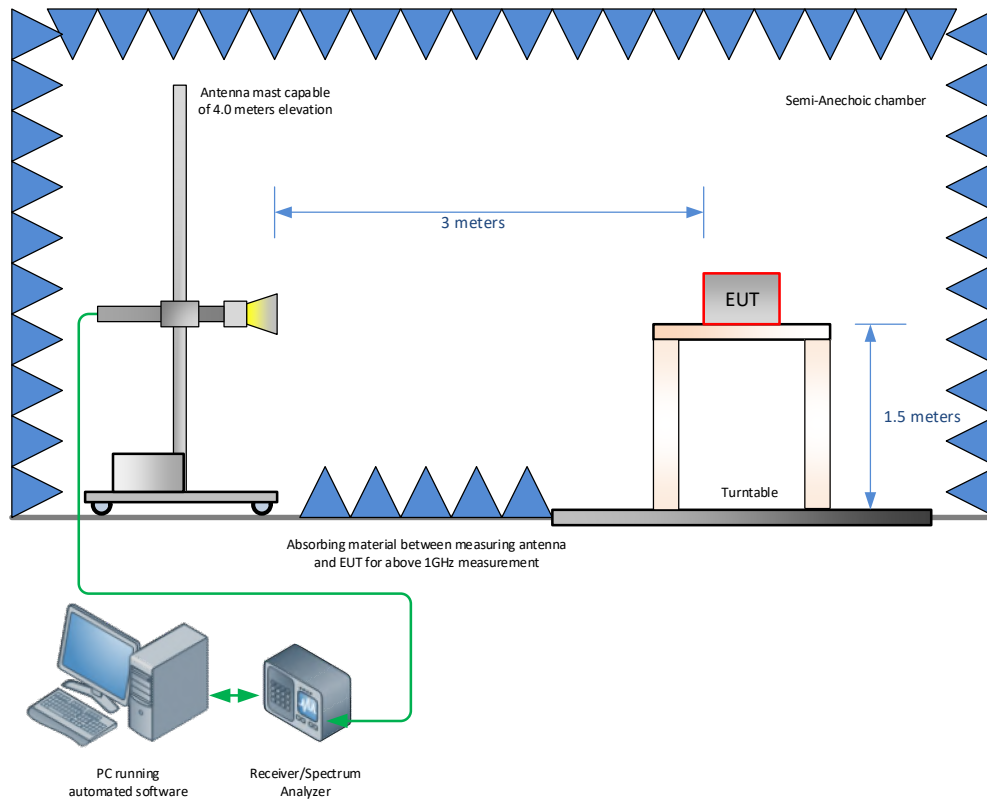 Antenna mast capable
of 4.0 meters elevation
Semi-Anechoic chamber
3 meters
EUT
1.5 meters
Turntable
Absorbing material between measuring antenna
and EUT for above 1GHz measurement
PC running
automated software
Receiver/Spectrum
Analyzer